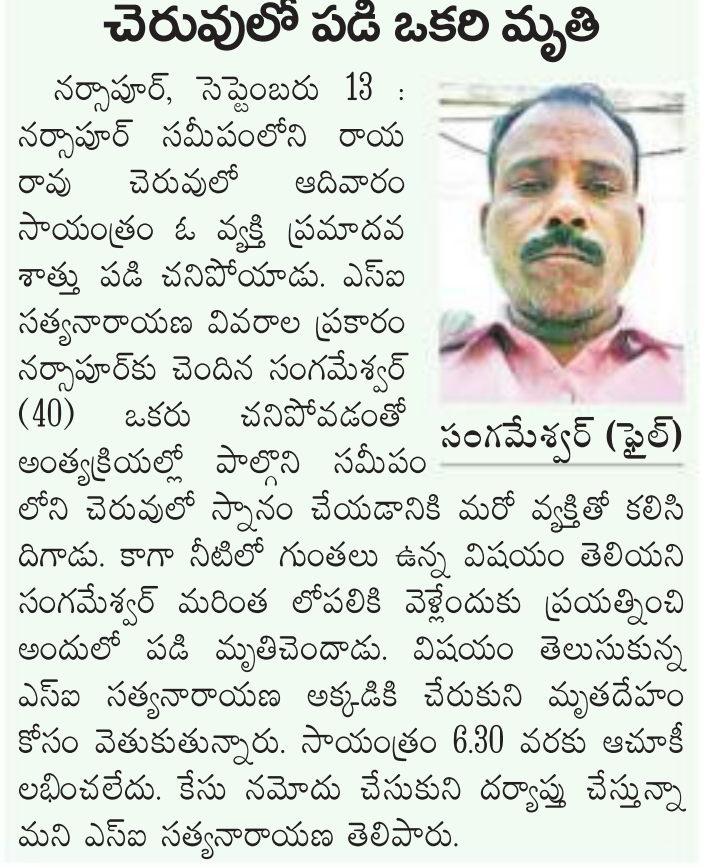 చెరువులో పడి ఒకరి మృతి
నర్సాపూర్, సెప్టెంబరు 13 :
నర్సాపూర్ సమీపంలోని రాయ
రావు చెరువులో ఆదివారం
సాయంత్రం ఓ వ్యక్తి ప్రమాదవ
శాత్తు పడి చనిపోయాడు. ఎస్ఐ
సత్యనారాయణ వివరాల ప్రకారం
నర్సాపూర్‌కు చెందిన సంగమేశ్వర్
(40) ఒకరు చనిపోవడంతో
అంత్యక్రియల్లో పాల్గొని సమీపం
లోని చెరువులో స్నానం చేయడానికి మరో వ్యక్తితో కలిసి
దిగాడు. కాగా నీటిలో గుంతలు ఉన్న విషయం తెలియని
సంగమేశ్వర్ మరింత లోపలికి వెళ్లేందుకు ప్రయత్నించి
అందులో పడి మృతిచెందాడు. విషయం తెలుసుకున్న
ఎస్ఐ సత్యనారాయణ అక్కడికి చేరుకుని మృతదేహం
కోసం వెతుకుతున్నారు. సాయంత్రం 6.30 వరకు ఆచూకీ
లభించలేదు. కేసు నమోదు చేసుకుని దర్యాప్తు చేస్తున్నా
మని ఎస్ఐ సత్యనారాయణ తెలిపారు.
సంగమేశ్వర్ (ఫైల్)